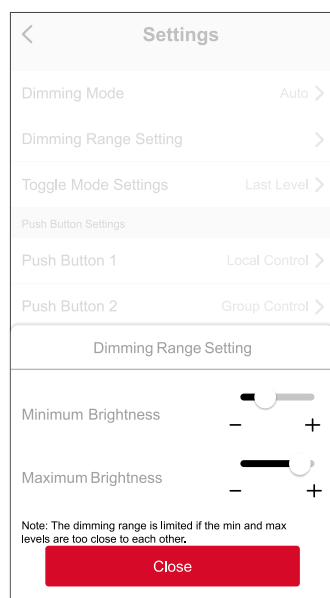 Settings
Dimming Mode Auto
Dimming Range Setting
Toggle Mode Settings Last Level
Push Button Settings
Push Button 1 Local Control
Push Button 2 Group Control
Dimming Range Setting
Minimum Brightness
- +
Maximum Brightness
- +
Note: The dimming range is limited if the min and max
levels are too close to each other.
Close